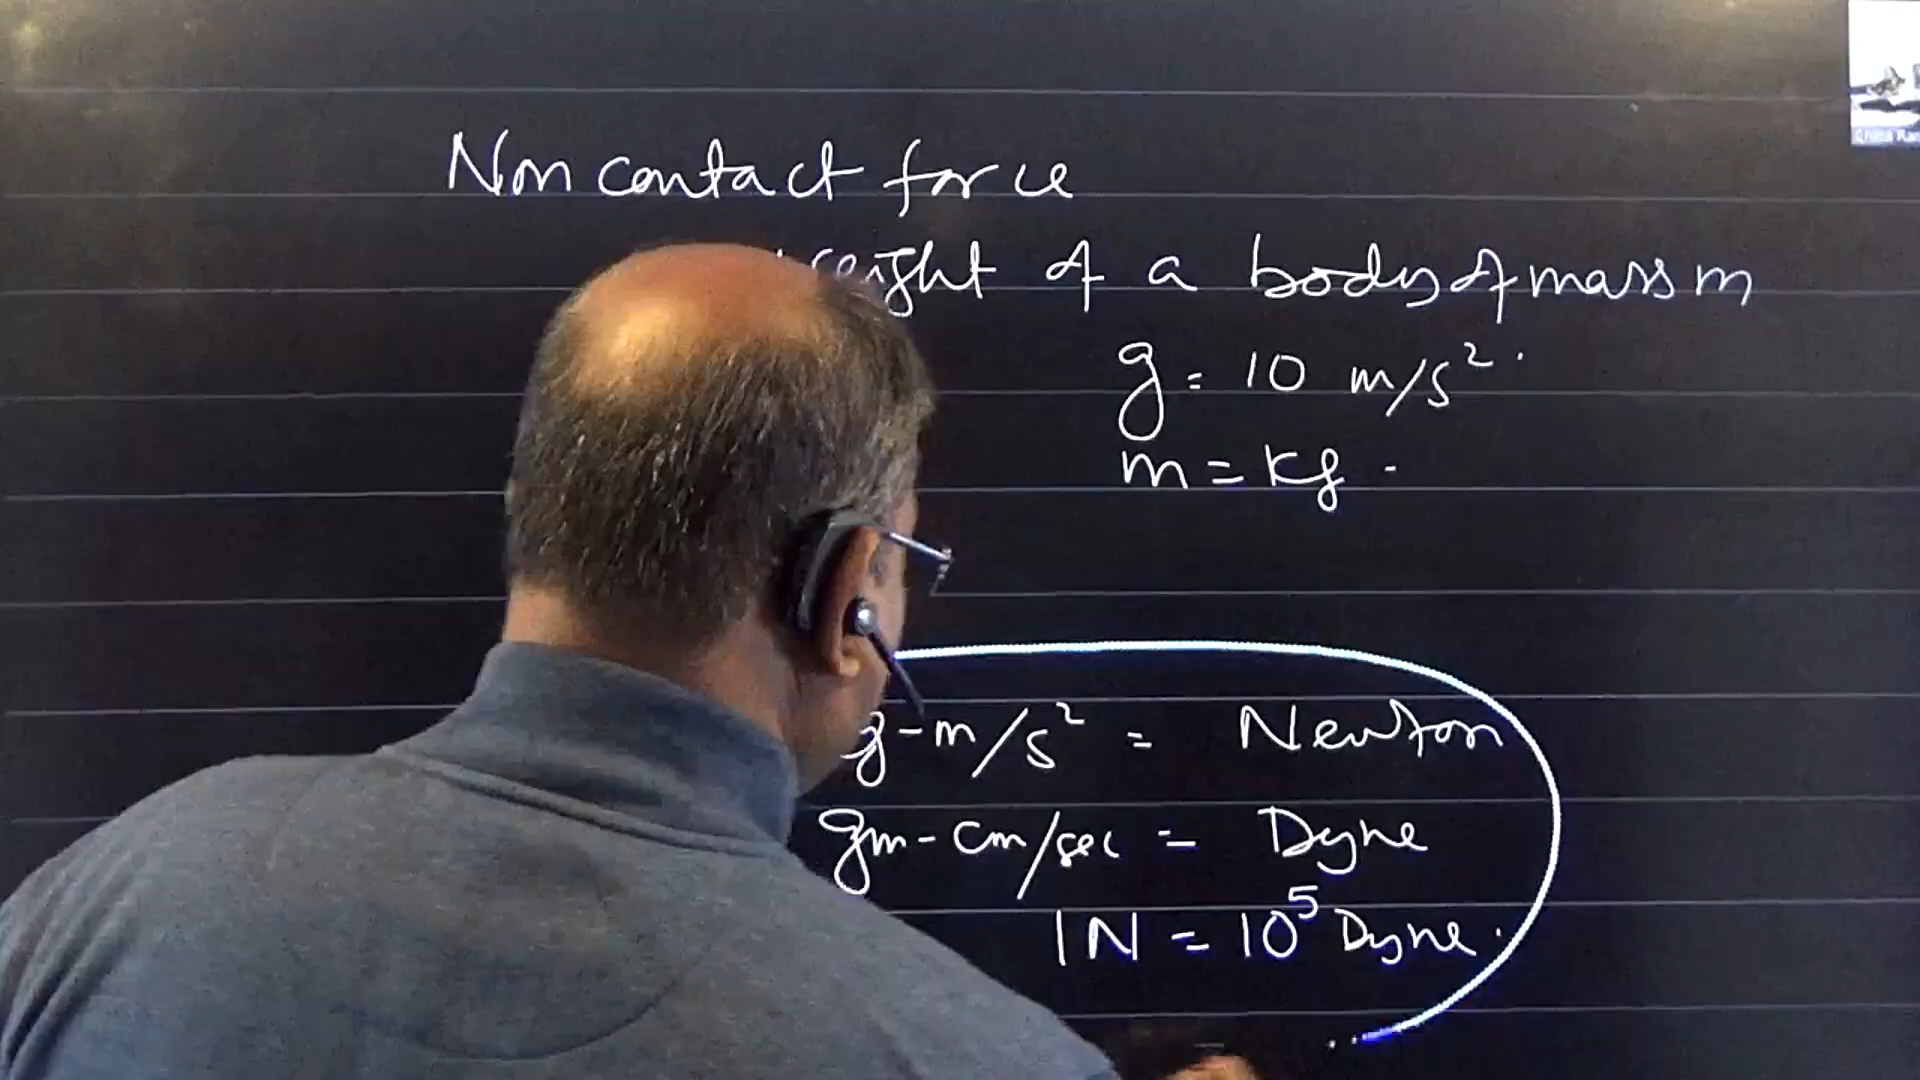 Non contact force
weight of a body of mass m
g = 10 m/s² .
m = kg .
g-m/s² = Newton
gm-cm/sec = Dyne
1N = 10⁵ Dyne.